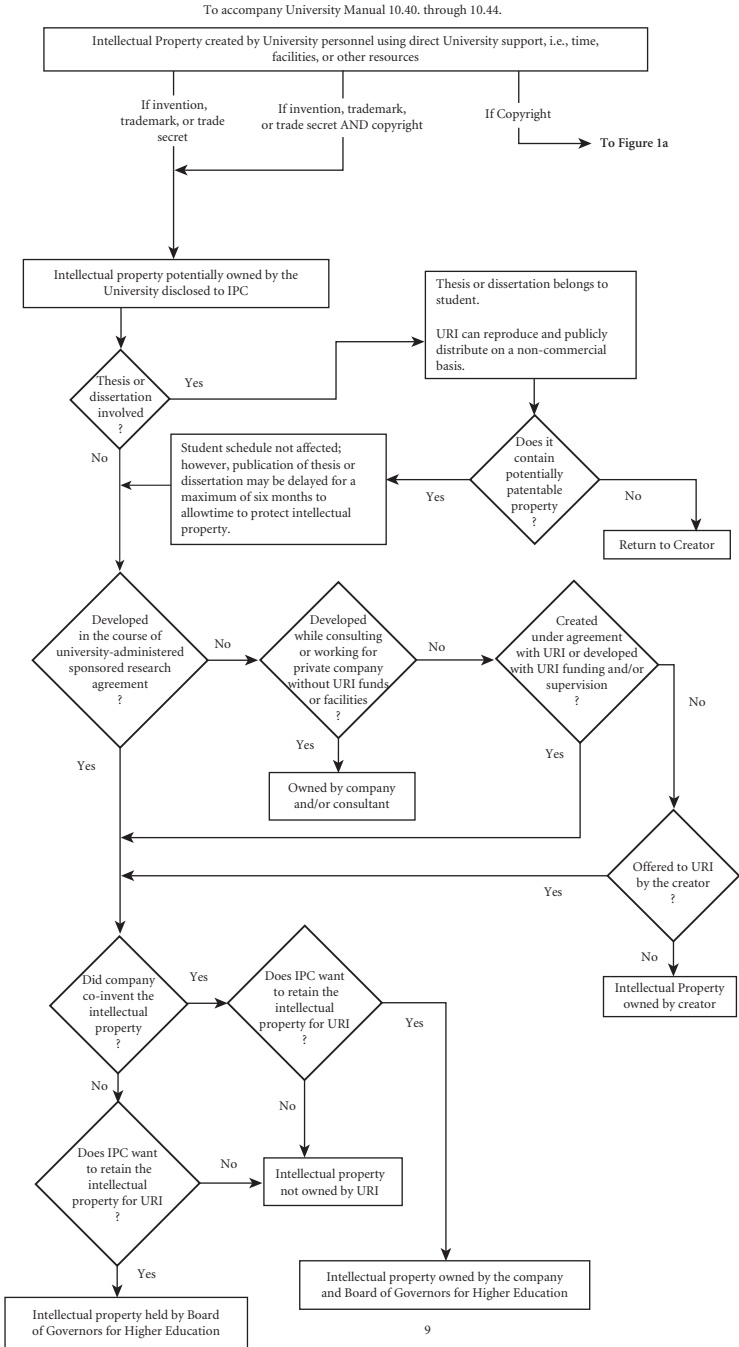 To accompany University Manual 10.40. through 10.44.
Intellectual Property created by University personnel using direct University support, i.e., time,
facilities, or other resources
If invention,
trademark, or trade
secret
If invention, trademark,
or trade secret AND copyright
If Copyright
To Figure 1a
Intellectual property potentially owned by the
University disclosed to IPC
Thesis or dissertation belongs to
student.
URI can reproduce and publicly
distribute on a non-commercial
basis.
Thesis or
dissertation
involved
?
Yes
No
Does it
contain
potentially
patentable
property
?
Yes
No
Student schedule not affected;
however, publication of thesis or
dissertation may be delayed for a
maximum of six months to
allowtime to protect intellectual
property.
Return to Creator
Developed
in the course of
university-administered
sponsored research
agreement
?
No
Yes
Developed
while consulting
or working for
private company
without URI funds
or facilities
?
No
Yes
Created
under agreement
with URI or developed
with URI funding and/or
supervision
?
No
Yes
Owned by company
and/or consultant
Offered to URI
by the creator
?
Yes
No
Intellectual Property
owned by creator
Did company
co-invent the
intellectual
property
?
Yes
No
Does IPC want
to retain the
intellectual
property for URI
?
Yes
No
Does IPC want
to retain the
intellectual
property for URI
?
No
Yes
Intellectual property
not owned by URI
Intellectual property owned by the company
and Board of Governors for Higher Education
Intellectual property held by Board
of Governors for Higher Education
9